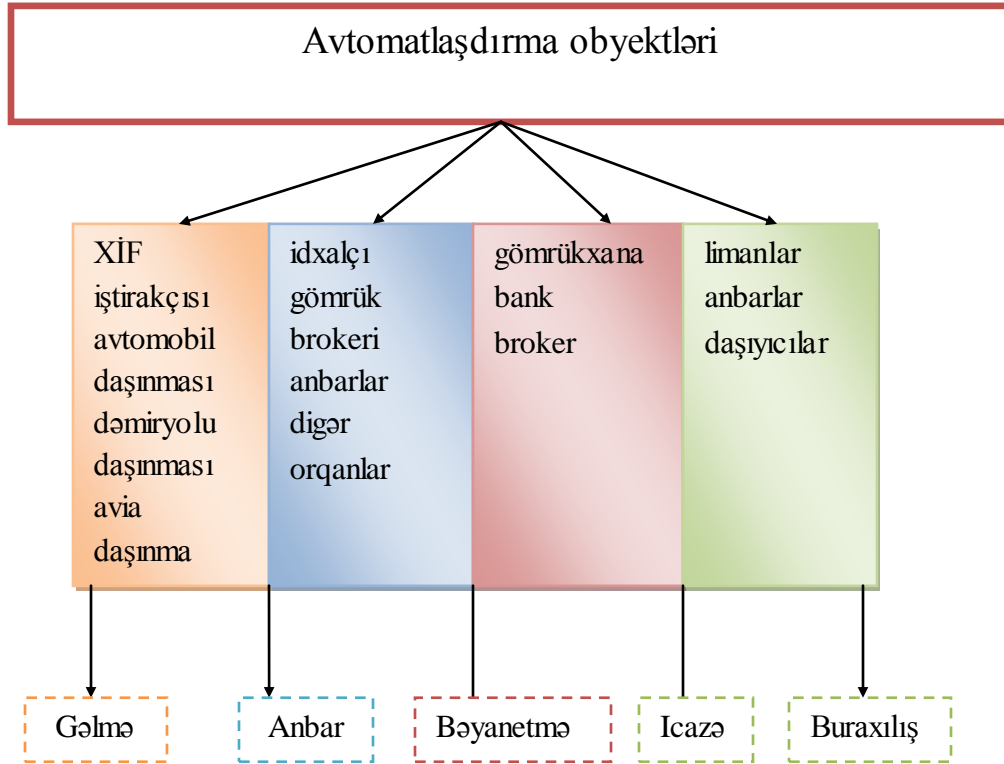 Avtomatlaşdırma obyektləri
XİF
iştirakçısı
avtomobil
daşınması
dəmiryolu
daşınması
avia
daşınma
idxalçı
gömrük
brokeri
anbarlar
digər
orqanlar
gömrükxana
bank
broker
limanlar
anbarlar
daşıyıcılar
Gəlmə
Anbar
Bəyanetmə
Icazə
Buraxılış